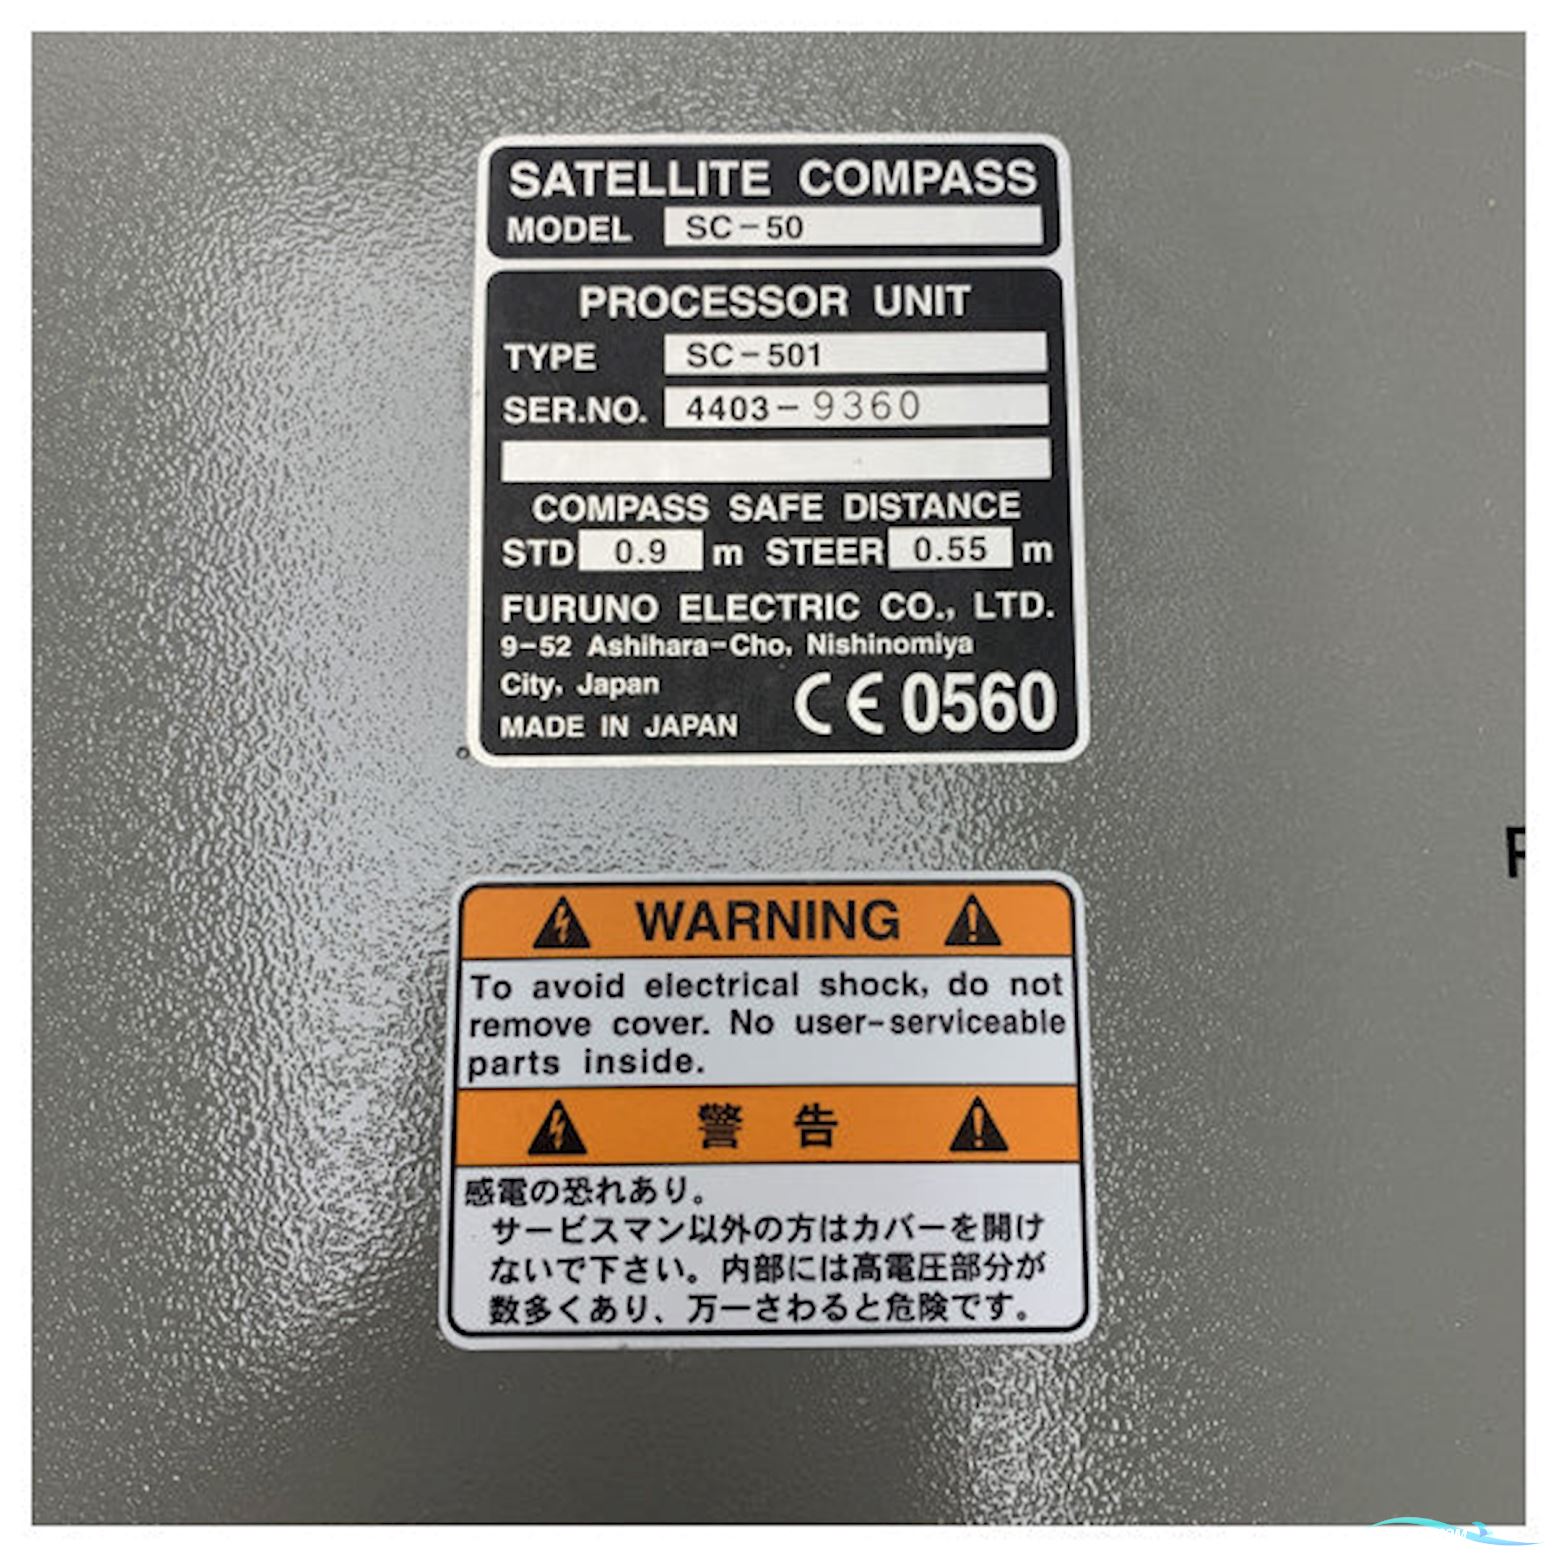 SATELLITE COMPASS
MODEL SC-50
PROCESSOR UNIT
TYPE SC-501
SER.NO. 4403-9360
COMPASS SAFE DISTANCE
STD 0.9 m STEER 0.55 m
FURUNO ELECTRIC CO., LTD.
9-52 Ashihara-Cho, Nishinomiya
City, Japan
MADE IN JAPAN CE 0560
WARNING
To avoid electrical shock, do not
remove cover. No user-serviceable
parts inside.
警告
感電の恐れあり。
サービスマン以外の方はカバーを開け
ないで下さい。内部には高電圧部分が
数多くあり、万一さわると危険です。